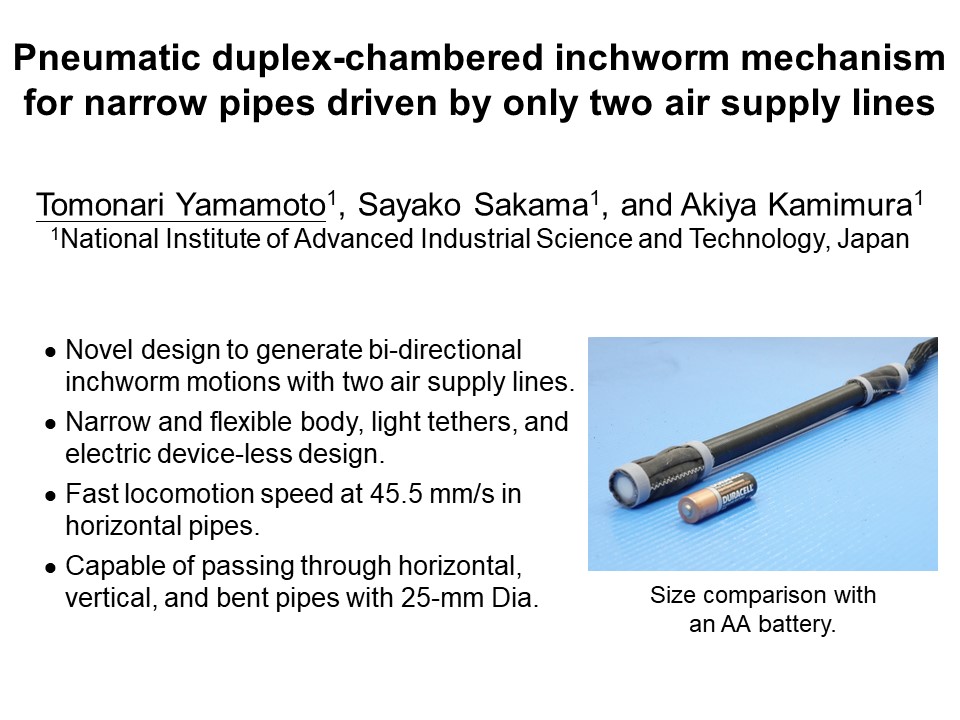 Pneumatic duplex-chambered inchworm mechanism
for narrow pipes driven by only two air supply lines
Tomonari Yamamoto¹, Sayako Sakama¹, and Akiya Kamimura¹
¹National Institute of Advanced Industrial Science and Technology, Japan
● Novel design to generate bi-directional
inchworm motions with two air supply lines.
● Narrow and flexible body, light tethers, and
electric device-less design.
● Fast locomotion speed at 45.5 mm/s in
horizontal pipes.
● Capable of passing through horizontal,
vertical, and bent pipes with 25-mm Dia.
DURACELL
Size comparison with
an AA battery.